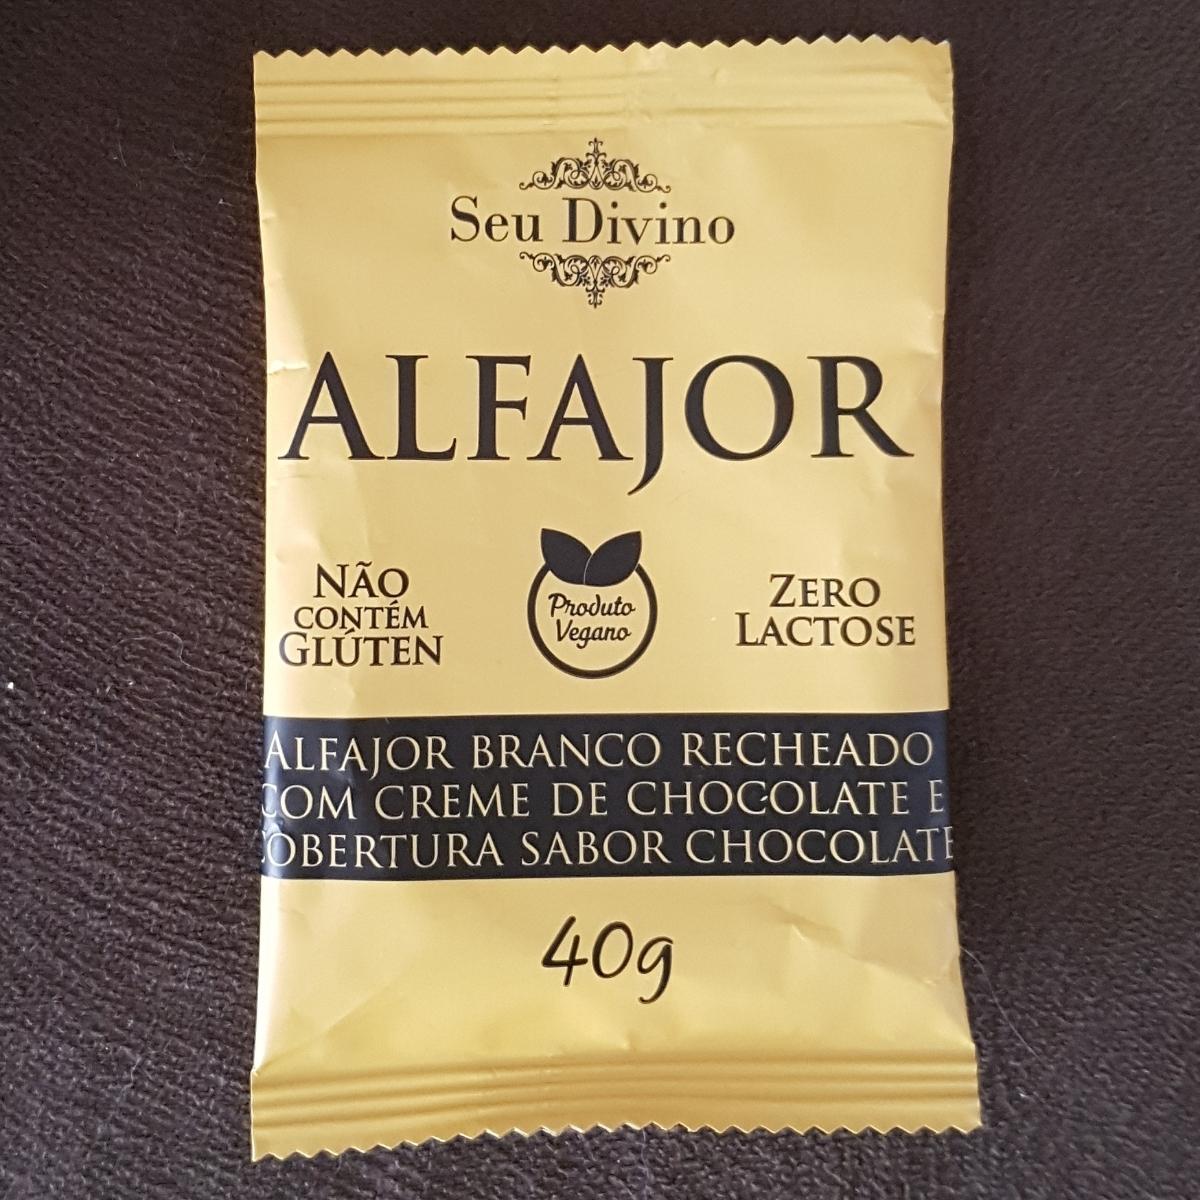 Seu Divino
ALFAJOR
NÃO
CONTÉM
GLÚTEN
Produto
Vegano
ZERO
LACTOSE
ALFAJOR BRANCO RECHEADO
COM CREME DE CHOCOLATE E
COBERTURA SABOR CHOCOLATE
40g